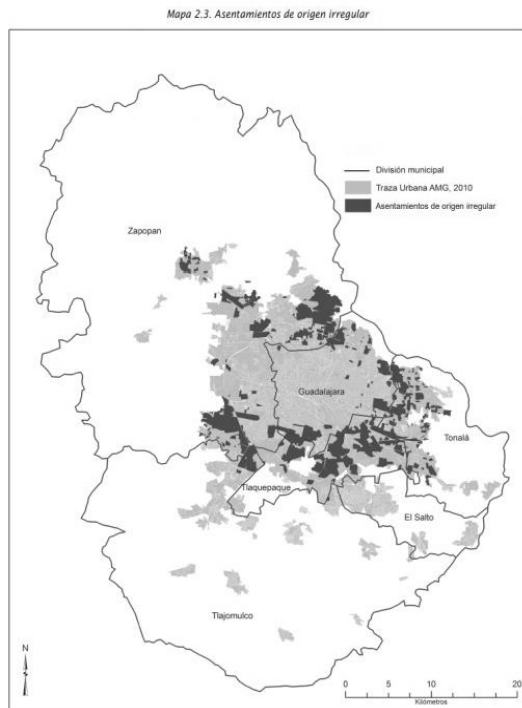 Mapa 2.3. Asentamientos de origen irregular
División municipal
Traza Urbana AMG, 2010
Asentamientos de origen irregular
Zapopan
Guadalajara
Tonalá
Tlaquepaque
El Salto
Tlajomulco
N
0 5 10 20
Kilómetros